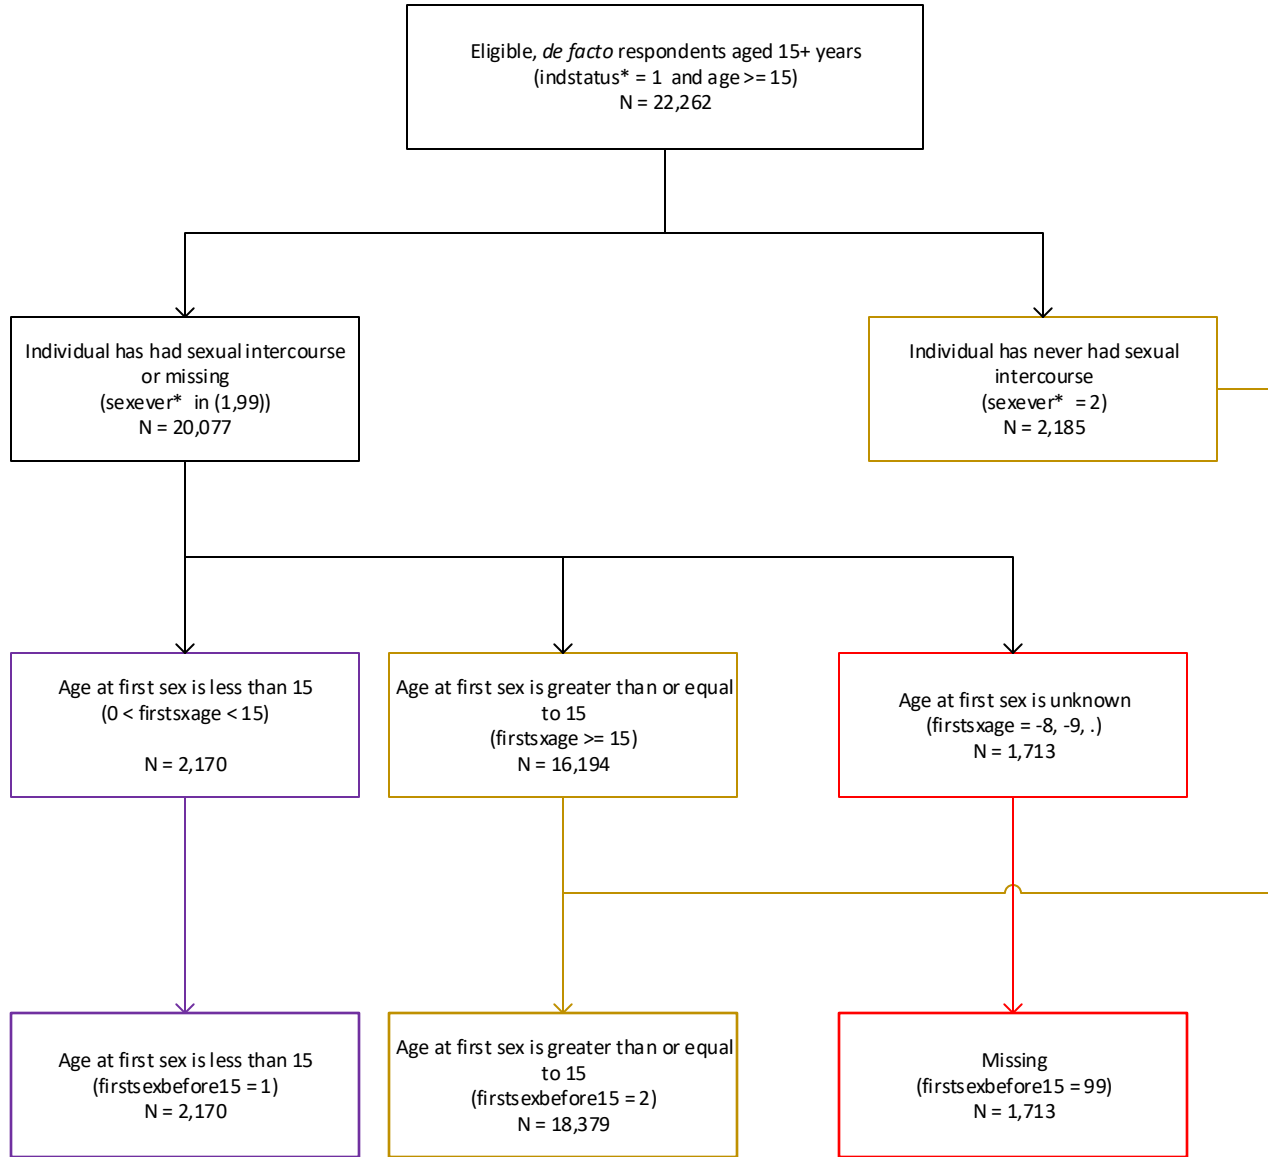 Eligible, de facto respondents aged 15+ years
(indstatus* = 1 and age >= 15)
N = 22,262
Individual has had sexual intercourse
or missing
(sexever* in (1,99))
N = 20,077
Individual has never had sexual
intercourse
(sexever* = 2)
N = 2,185
Age at first sex is less than 15
(0 < firstsxage < 15)
N = 2,170
Age at first sex is greater than or equal
to 15
(firstsxage >= 15)
N = 16,194
Age at first sex is unknown
(firstsxage = -8, -9, .)
N = 1,713
Age at first sex is less than 15
(firstsexbefore15 = 1)
N = 2,170
Age at first sex is greater than or equal
to 15
(firstsexbefore15 = 2)
N = 18,379
Missing
(firstsexbefore15 = 99)
N = 1,713